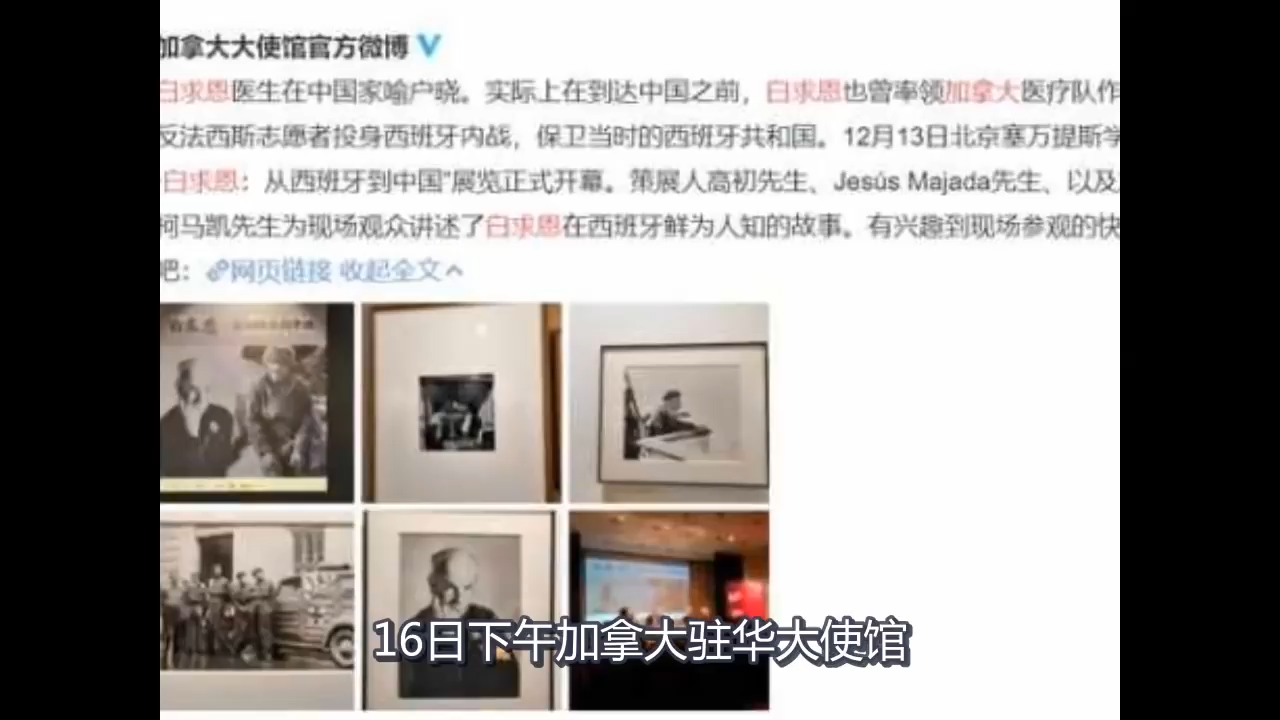 加拿大大使馆官方微博
白求恩医生在中国家喻户晓。实际上在到达中国之前，白求恩也曾率领加拿大医疗队作
反法西斯志愿者投身西班牙内战，保卫当时的西班牙共和国。12月13日北京塞万提斯学
白求恩：从西班牙到中国”展览正式开幕。策展人高初先生、Jesús Majada先生、以及
柯马凯先生为现场观众讲述了白求恩在西班牙鲜为人知的故事。有兴趣到现场参观的快
吧：网页链接 收起全文
白求恩
16日下午加拿大驻华大使馆